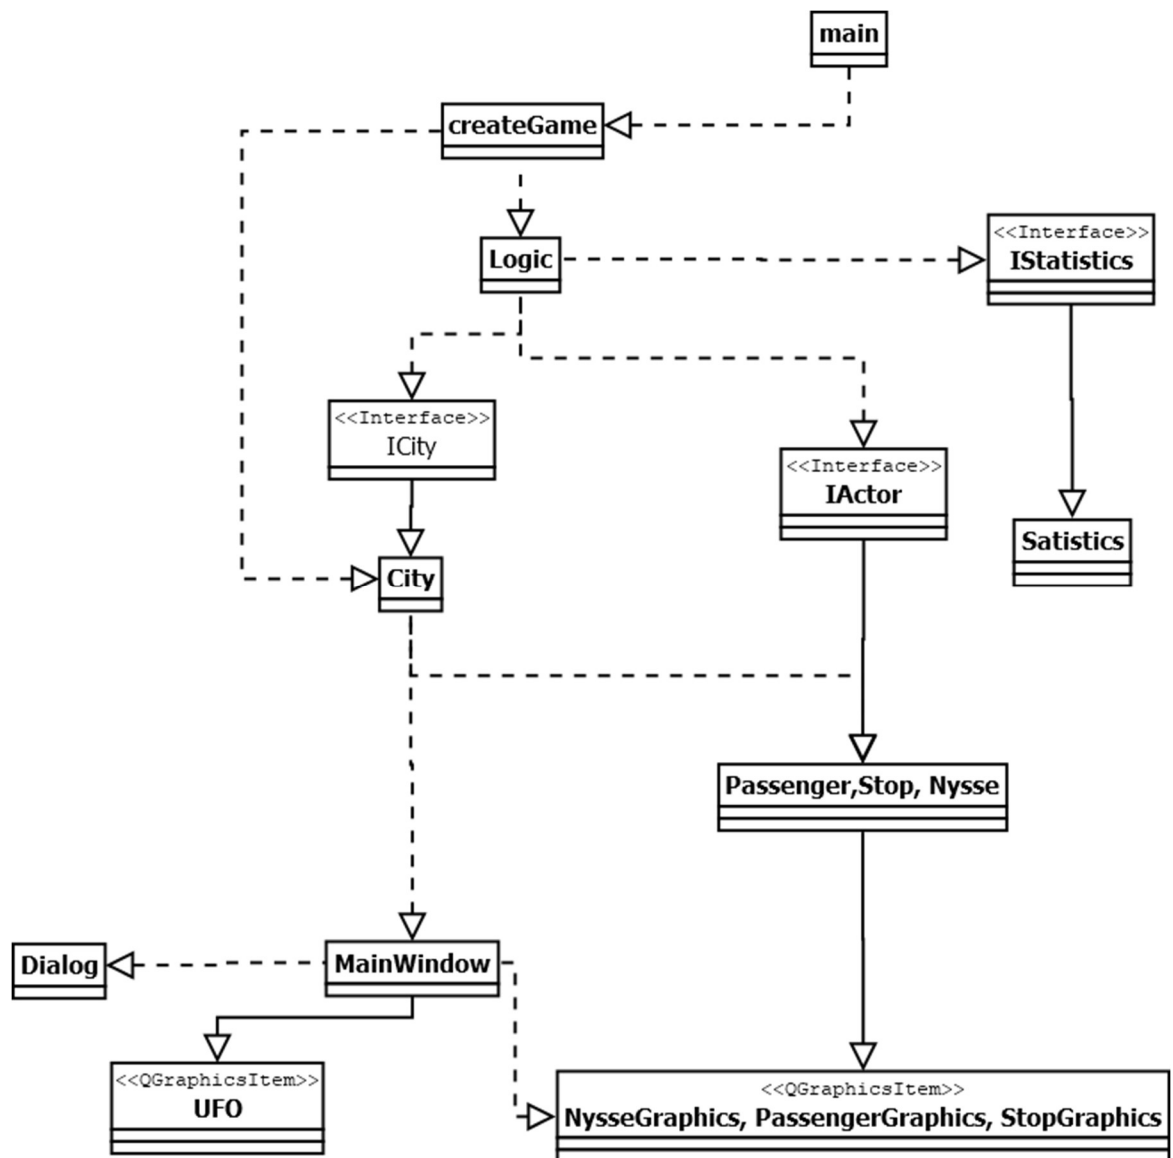 main
createGame
<<Interface>>
IStatistics
Logic
<<Interface>>
ICity
<<Interface>>
IActor
Satistics
City
Passenger,Stop, Nysse
Dialog
MainWindow
<<QGraphicsItem>>
UFO
<<QGraphicsItem>>
NysseGraphics, PassengerGraphics, StopGraphics